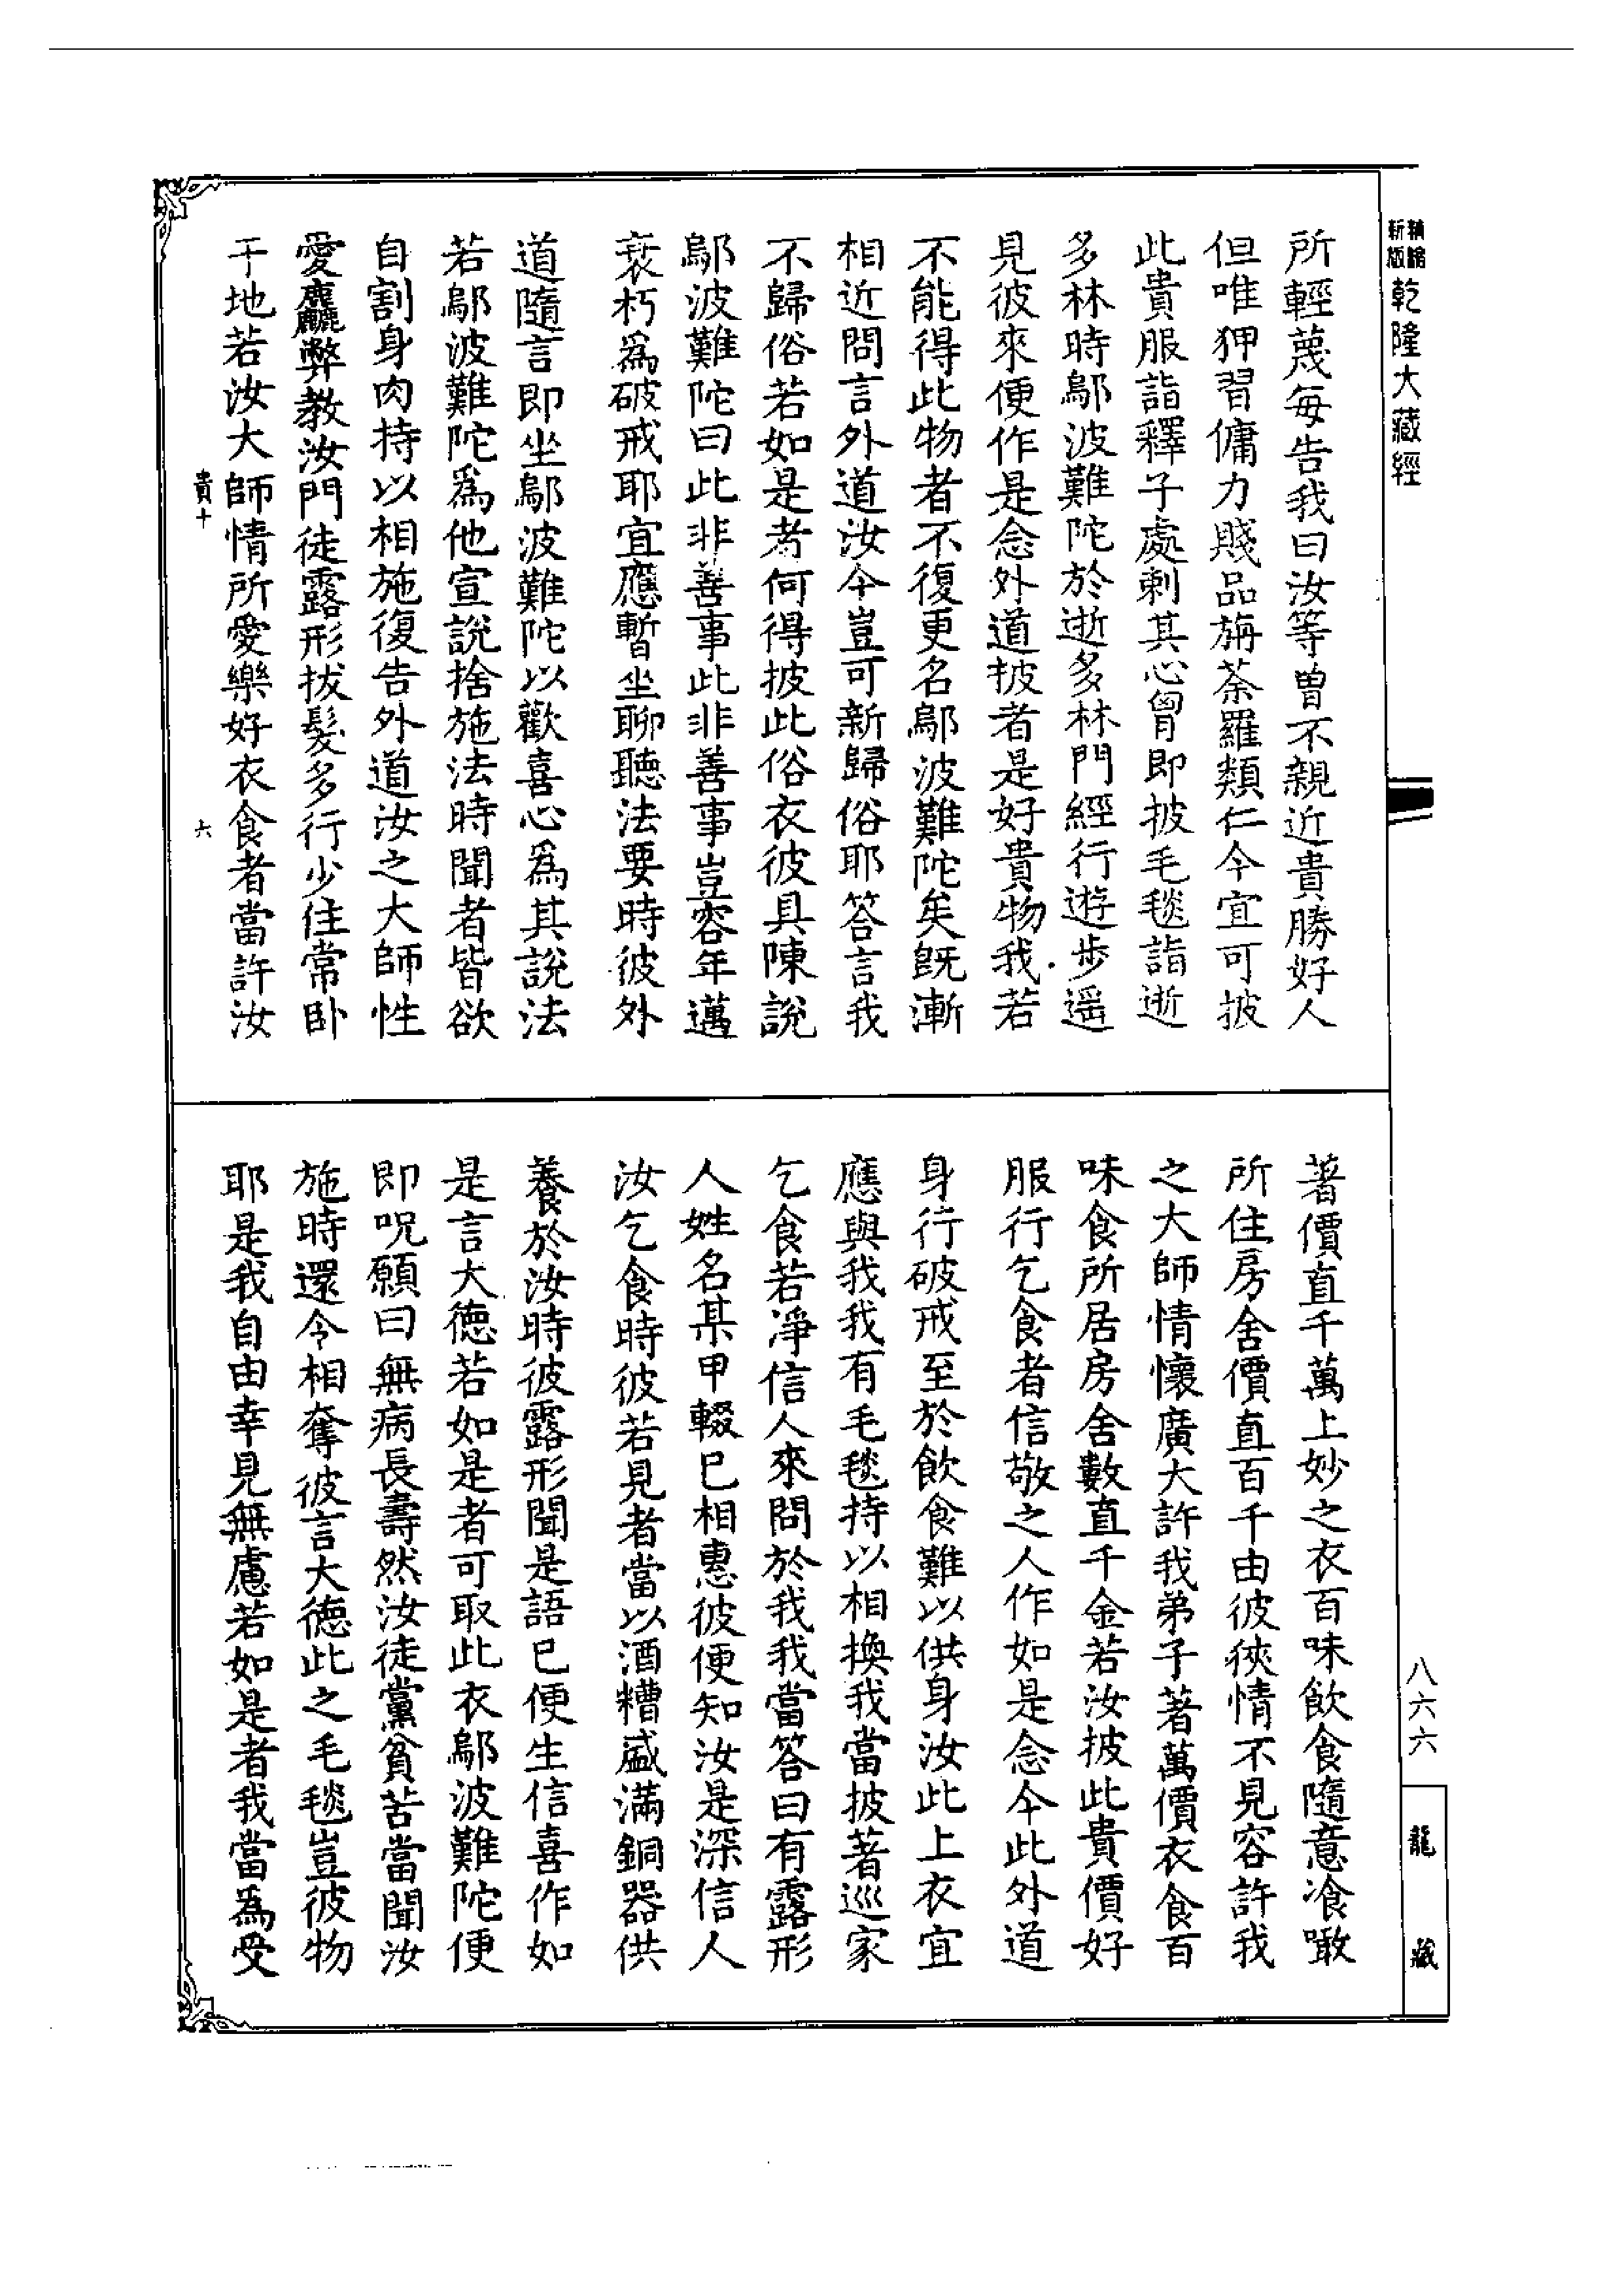 新版
精縮
乾隆大藏經
所輕蔑每告我曰汝等曾不親近貴勝好人
但唯狎習傭力賤品旃荼羅類仁今宜可披
此貴服詣釋子處刺其心胷即披毛毯詣逝
多林時鄔波難陀於逝多林門經行遊步遥
見彼來便作是念外道披者是好貴物我若
不能得此物者不復更名鄔波難陀矣旣漸
相近問言外道汝今豈可新歸俗耶答言我
不歸俗若如是者何得披此俗衣彼具陳說
鄔波難陀曰此非善事此非善事豈容年邁
衰朽爲破戒耶宜應暫坐聊聽法要時彼外
道隨言即坐鄔波難陀以歡喜心爲其說法
若鄔波難陀爲他宣說捨施法時聞者皆欲
自割身肉持以相施復告外道汝之大師性
愛麤弊教汝門徒露形拔髮多行少住常卧
于地若汝大師情所愛樂好衣食者當許汝
貴十
六
著價直千萬上妙之衣百味飲食隨意飡噉
所住房舍價直百千由彼狹情不見容許我
之大師情懷廣大許我弟子著萬價衣食百
味食所居房舍數直千金若汝披此貴價好
服行乞食者信敬之人作如是念今此外道
身行破戒至於飲食難以供身汝此上衣宜
應與我我有毛毯持以相換我當披著巡家
乞食若淨信人來問於我我當答曰有露形
人姓名某甲輟已相惠彼便知汝是深信人
汝乞食時彼若見者當以酒糟盛滿銅器供
養於汝時彼露形聞是語已便生信喜作如
是言大德若如是者可取此衣鄔波難陀便
即呪願曰無病長壽然汝徒黨貧苦當聞汝
施時還令相奪彼言大德此之毛毯豈彼物
耶是我自由幸見無慮若如是者我當為受
八六六
龍藏